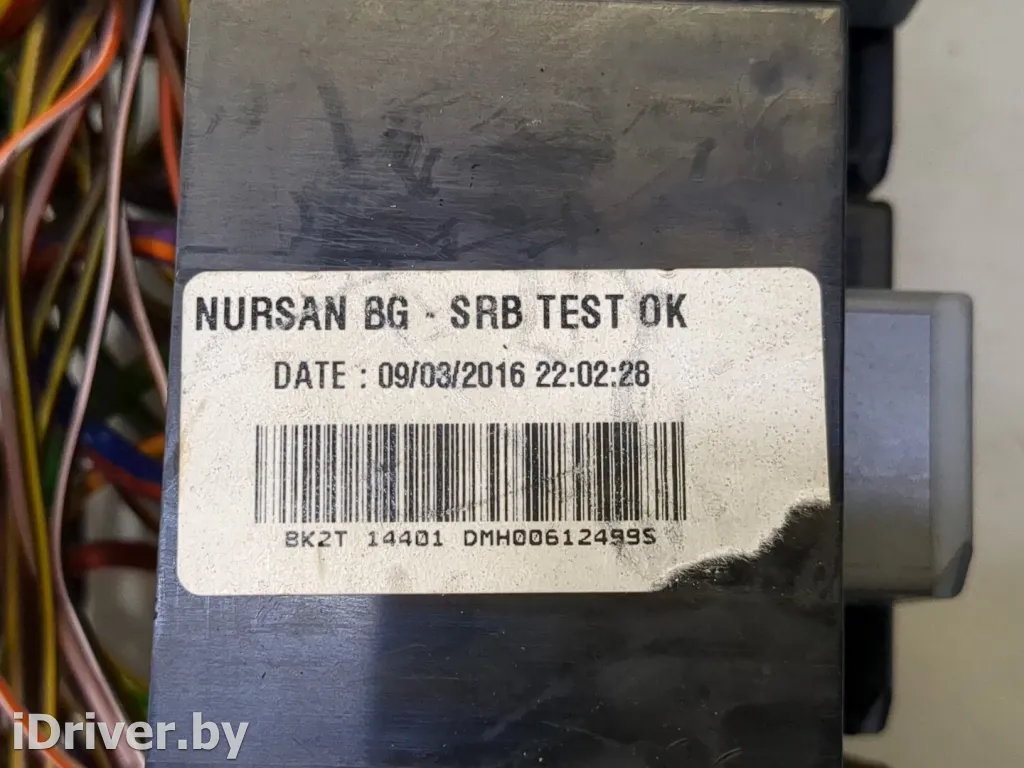 NURSAN BG - SRB TEST OK
DATE : 09/03/2016 22:02:28
BK2T 14401 DMH00612499S
iDriver.by